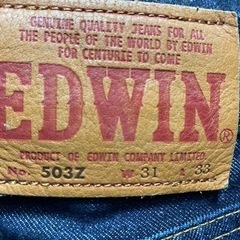 GENUINE QUALITY JEANS FOR ALL
THE PEOPLE OF THE WORLD BY EDWIN
FOR CENTURIE TO COME
EDWIN®
PRODUCT OF EDWIN COMPANY LIMITED.
No. 503Z W 31 L 33